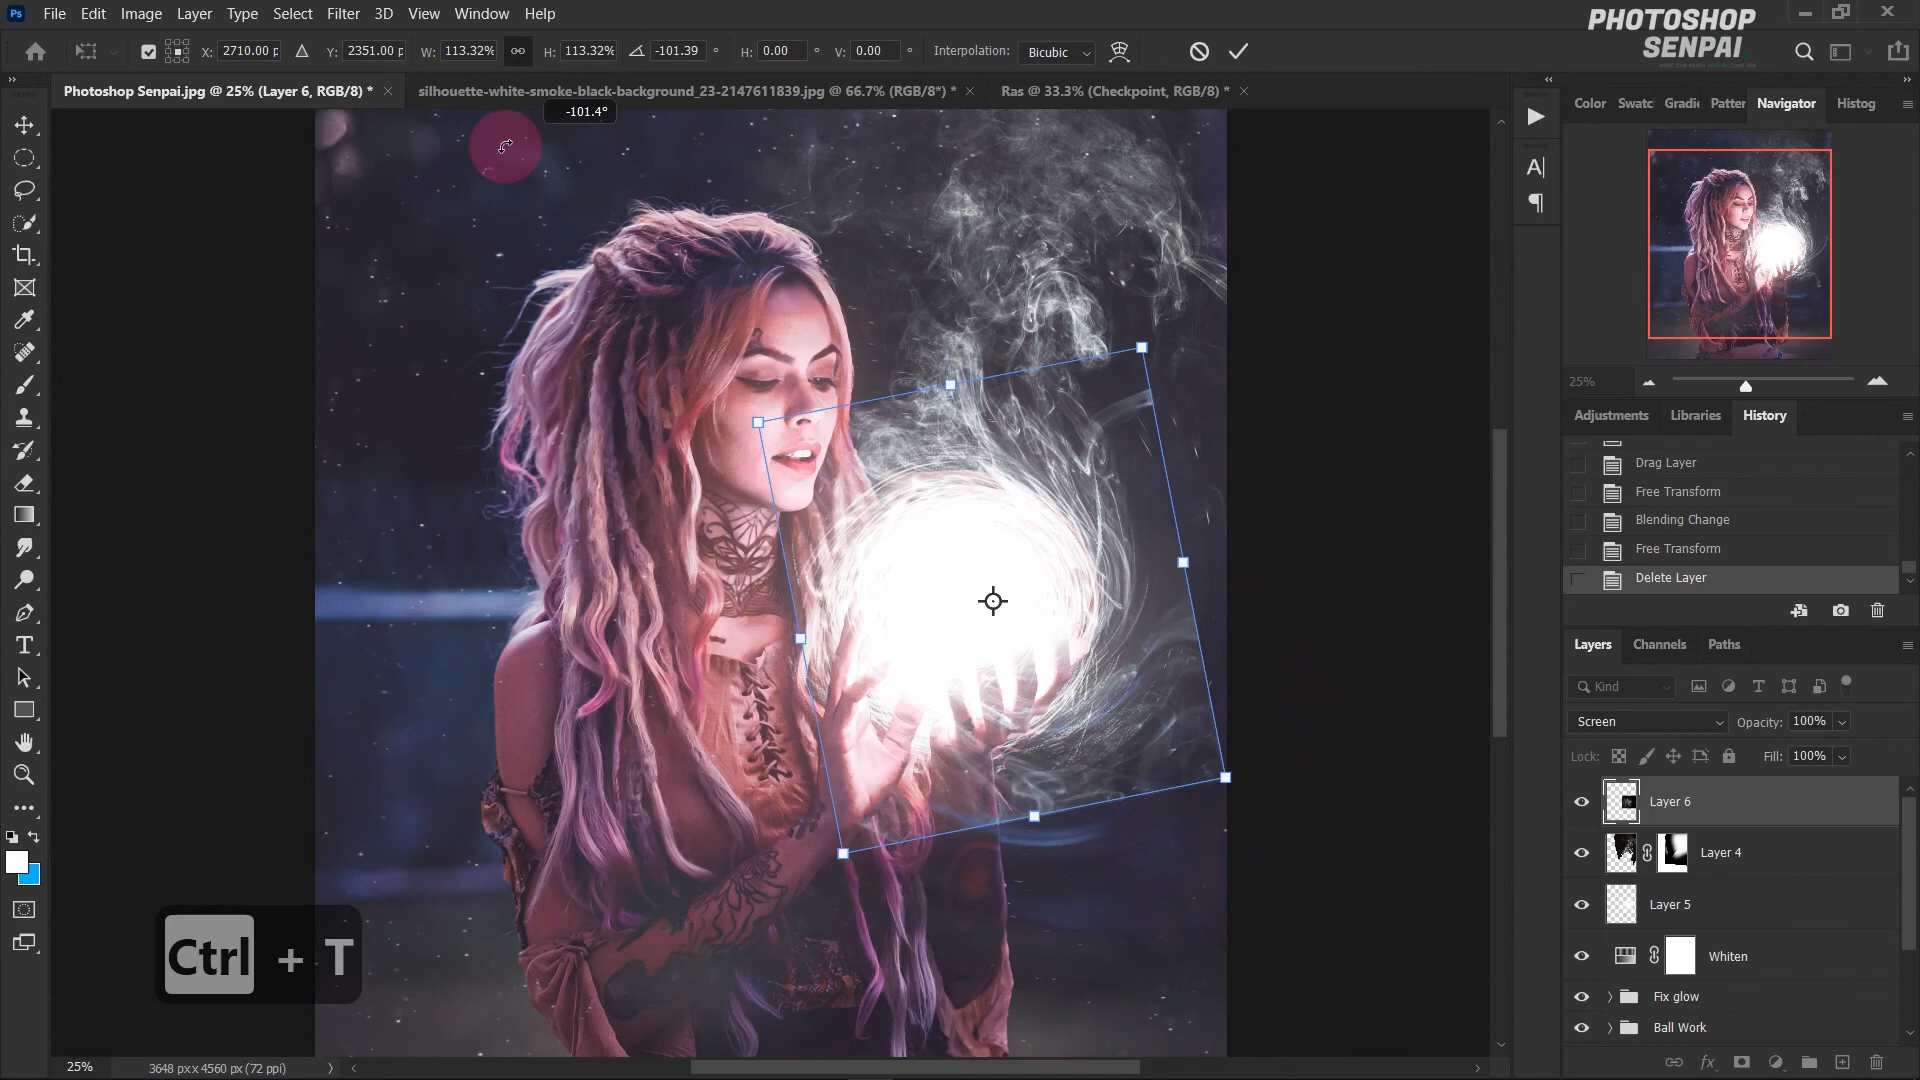 Ps File Edit Image Layer Type Select Filter 3D View Window Help
PHOTOSHOP
SENPAI
X: 2710.00 p Y: 2351.00 p W: 113.32% H: 113.32% -101.39 ° H: 0.00 ° V: 0.00 ° Interpolation: Bicubic
Photoshop Senpai.jpg @ 25% (Layer 6, RGB/8) * silhouette-white-smoke-black-background_23-2147611839.jpg @ 66.7% (RGB/8*) * Ras @ 33.3% (Checkpoint, RGB/8) *
-101.4°
Color Swatc Gradi Patter Navigator Histog
25%
Adjustments Libraries History
Drag Layer
Free Transform
Blending Change
Free Transform
Delete Layer
Layers Channels Paths
Kind
Screen Opacity: 100%
Lock: Fill: 100%
Layer 6
Layer 4
Layer 5
Whiten
Fix glow
Ball Work
Ctrl + T
25% 3648 px x 4560 px (72 ppi)